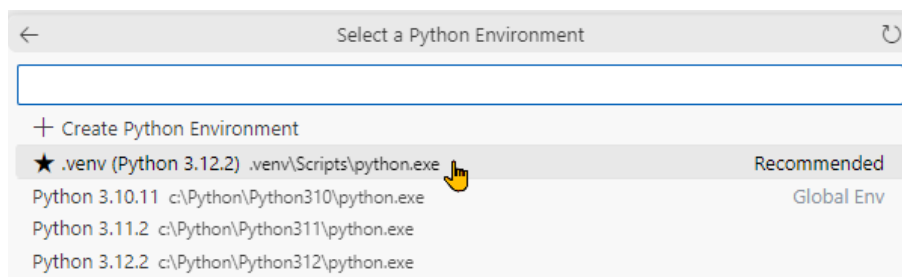 Select a Python Environment
+ Create Python Environment
★ .venv (Python 3.12.2) .venv\Scripts\python.exe Recommended
Python 3.10.11 c:\Python\Python310\python.exe Global Env
Python 3.11.2 c:\Python\Python311\python.exe
Python 3.12.2 c:\Python\Python312\python.exe